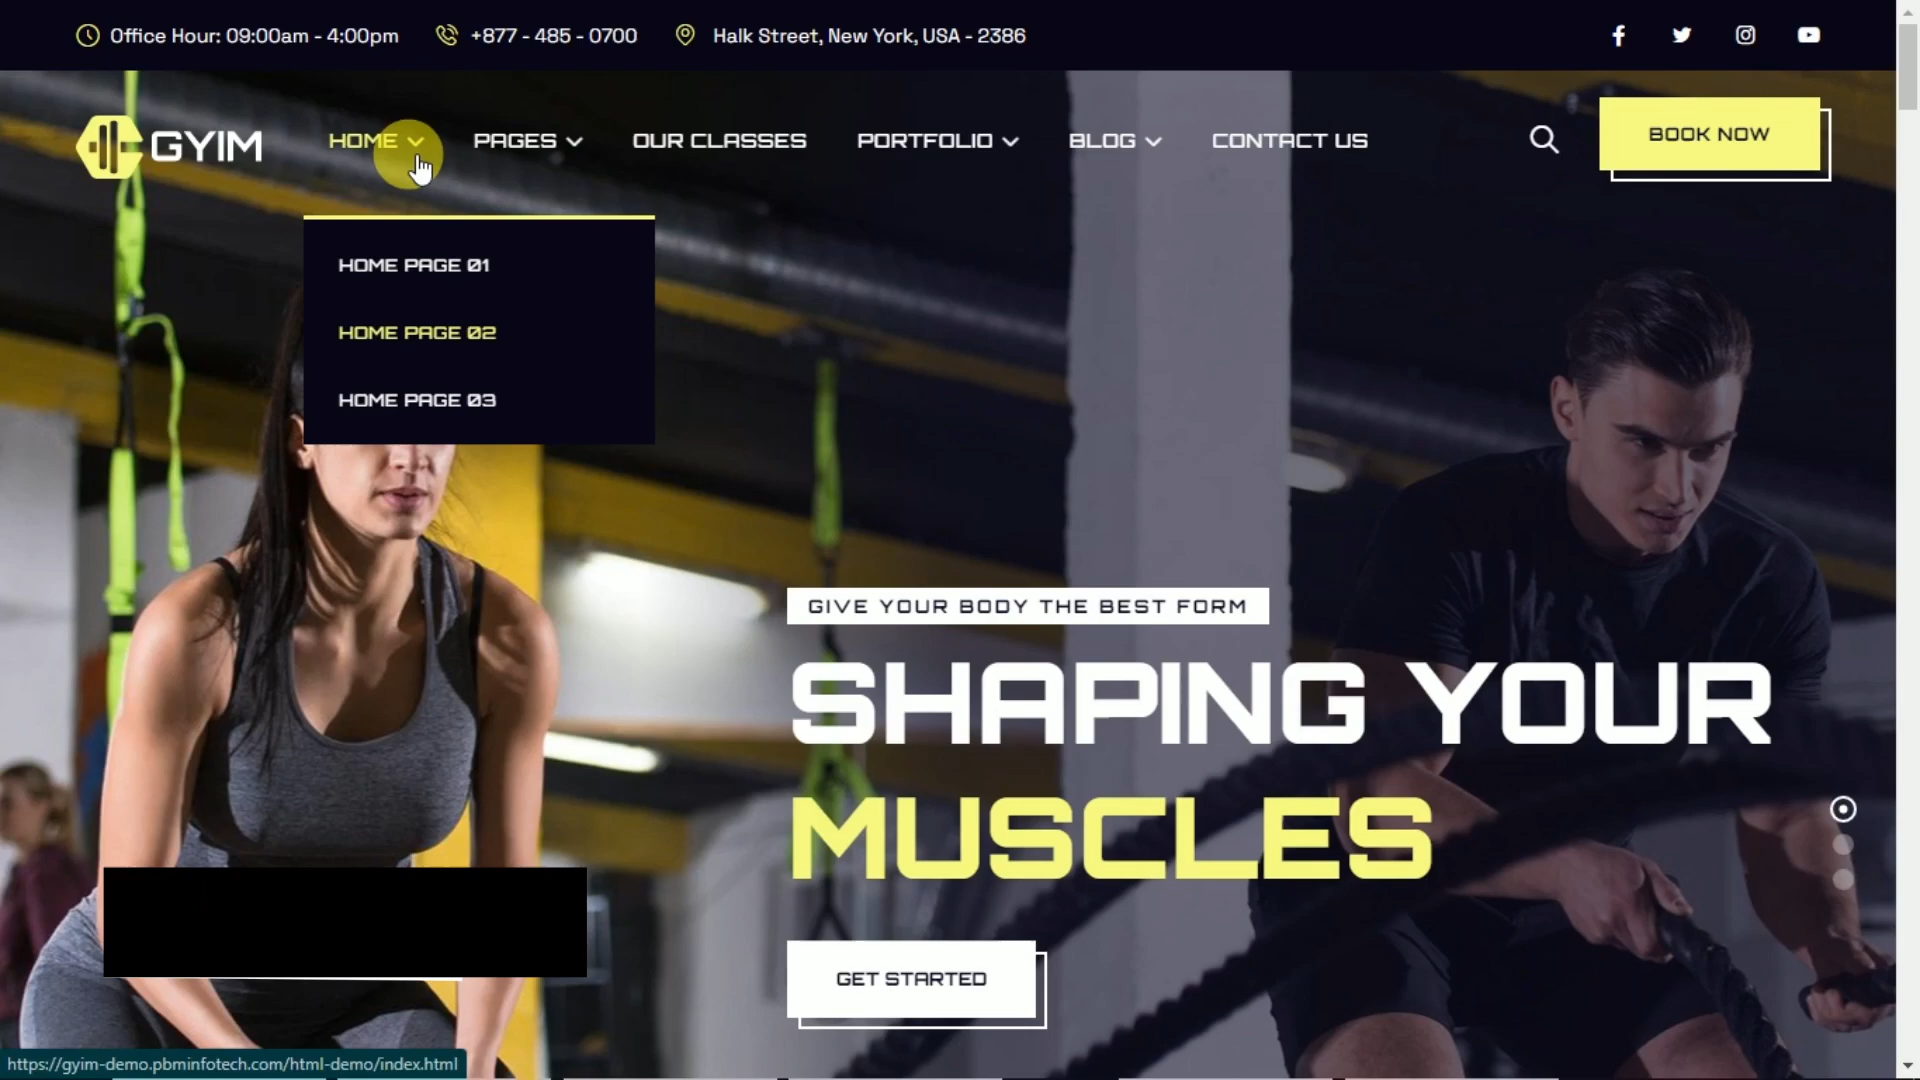 Office Hour: 09:00am - 4:00pm
+877 - 485 - 0700
Halk Street, New York, USA - 2386
GYIM
HOME
PAGES
OUR CLASSES
PORTFOLIO
BLOG
CONTACT US
BOOK NOW
HOME PAGE 01
HOME PAGE 02
HOME PAGE 03
GIVE YOUR BODY THE BEST FORM
SHAPING YOUR
MUSCLES
GET STARTED
https://gyim-demo.pbminfotech.com/html-demo/index.html